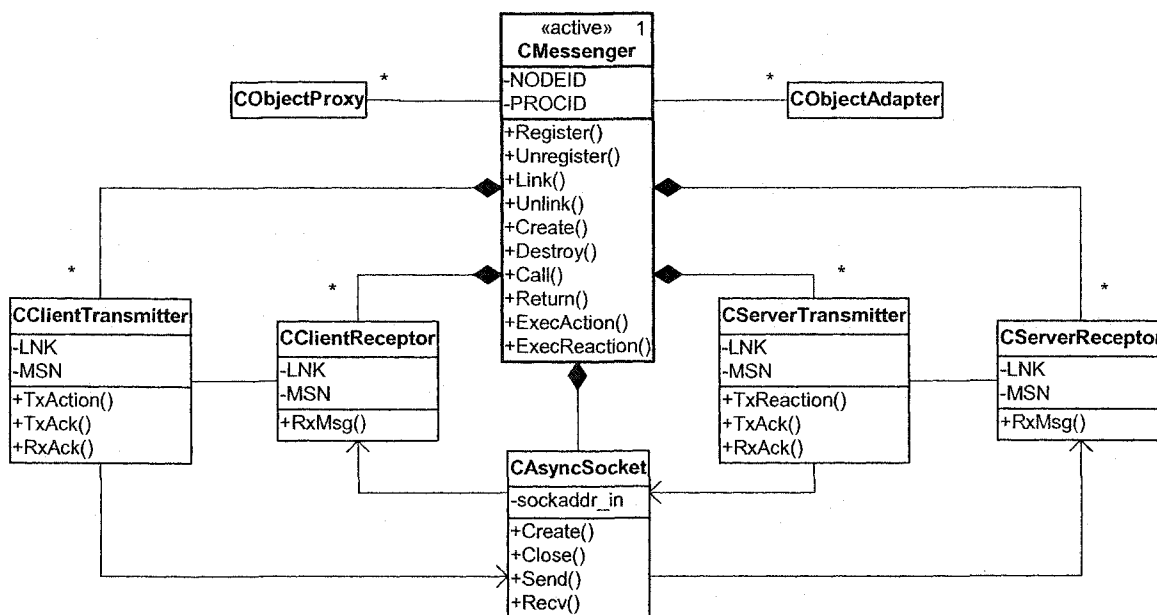 «active» 1
CMessenger
-NODEID
-PROCID
+Register()
+Unregister()
+Link()
+Unlink()
+Create()
+Destroy()
+Call()
+Return()
+ExecAction()
+ExecReaction()
*
CObjectProxy
*
CObjectAdapter
*
CClientTransmitter
-LNK
-MSN
+TxAction()
+TxAck()
+RxAck()
*
CClientReceptor
-LNK
-MSN
+RxMsg()
*
CServerTransmitter
-LNK
-MSN
+TxReaction()
+TxAck()
+RxAck()
*
CServerReceptor
-LNK
-MSN
+RxMsg()
CAsyncSocket
-sockaddr_in
+Create()
+Close()
+Send()
+Recv()